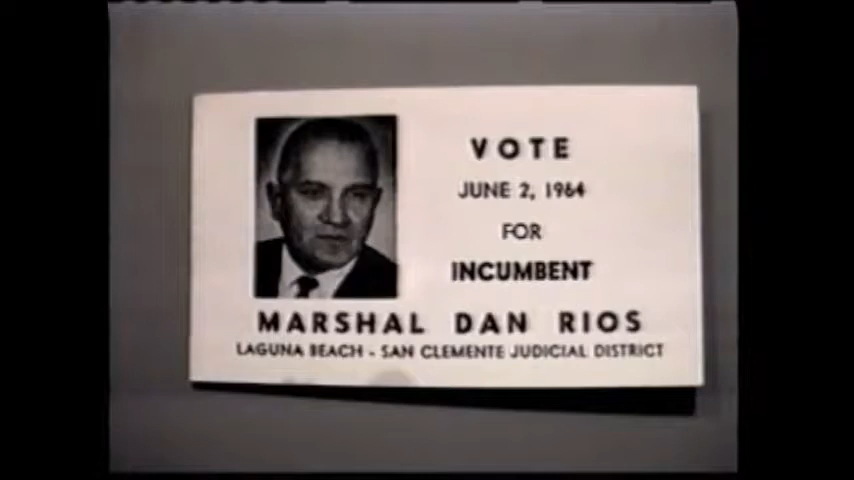 VOTE
JUNE 2, 1964
FOR
INCUMBENT
MARSHAL DAN RIOS
LAGUNA BEACH - SAN CLEMENTE JUDICIAL DISTRICT